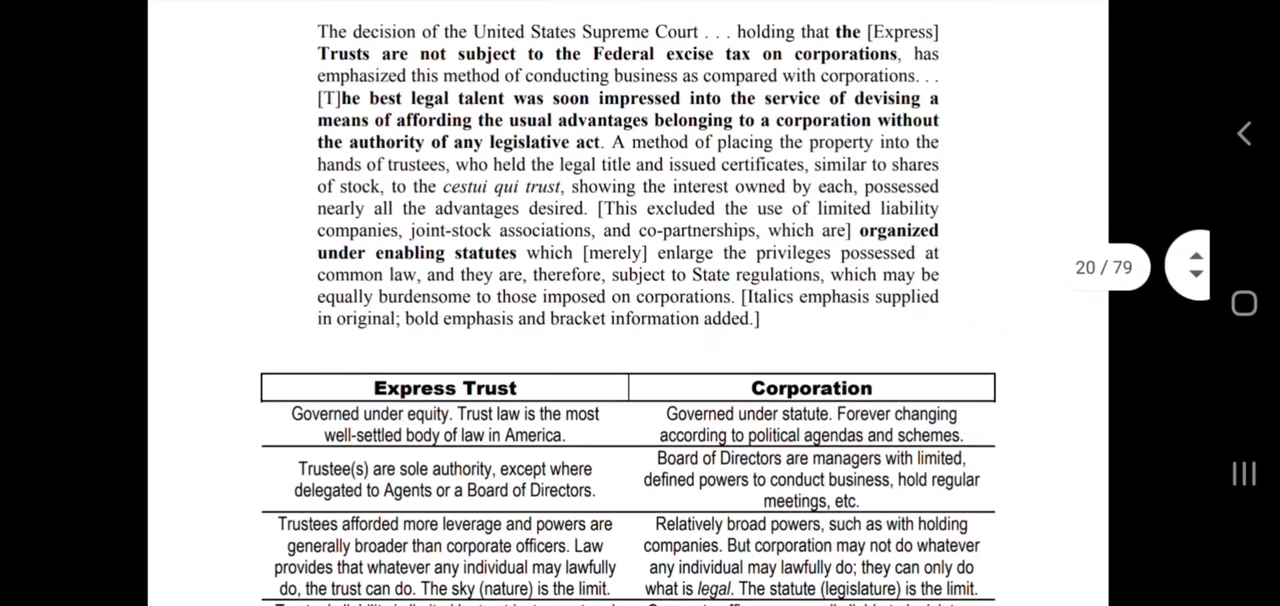 The decision of the United States Supreme Court . . . holding that the [Express]
Trusts are not subject to the Federal excise tax on corporations, has
emphasized this method of conducting business as compared with corporations. . .
[T]he best legal talent was soon impressed into the service of devising a
means of affording the usual advantages belonging to a corporation without
the authority of any legislative act. A method of placing the property into the
hands of trustees, who held the legal title and issued certificates, similar to shares
of stock, to the cestui qui trust, showing the interest owned by each, possessed
nearly all the advantages desired. [This excluded the use of limited liability
companies, joint-stock associations, and co-partnerships, which are] organized
under enabling statutes which [merely] enlarge the privileges possessed at
common law, and they are, therefore, subject to State regulations, which may be
equally burdensome to those imposed on corporations. [Italics emphasis supplied
in original; bold emphasis and bracket information added.]
20 / 79
Express Trust
Corporation
Governed under equity. Trust law is the most
well-settled body of law in America.
Governed under statute. Forever changing
according to political agendas and schemes.
Trustee(s) are sole authority, except where
delegated to Agents or a Board of Directors.
Board of Directors are managers with limited,
defined powers to conduct business, hold regular
meetings, etc.
Trustees afforded more leverage and powers are
generally broader than corporate officers. Law
provides that whatever any individual may lawfully
do, the trust can do. The sky (nature) is the limit.
Relatively broad powers, such as with holding
companies. But corporation may not do whatever
any individual may lawfully do; they can only do
what is legal. The statute (legislature) is the limit.